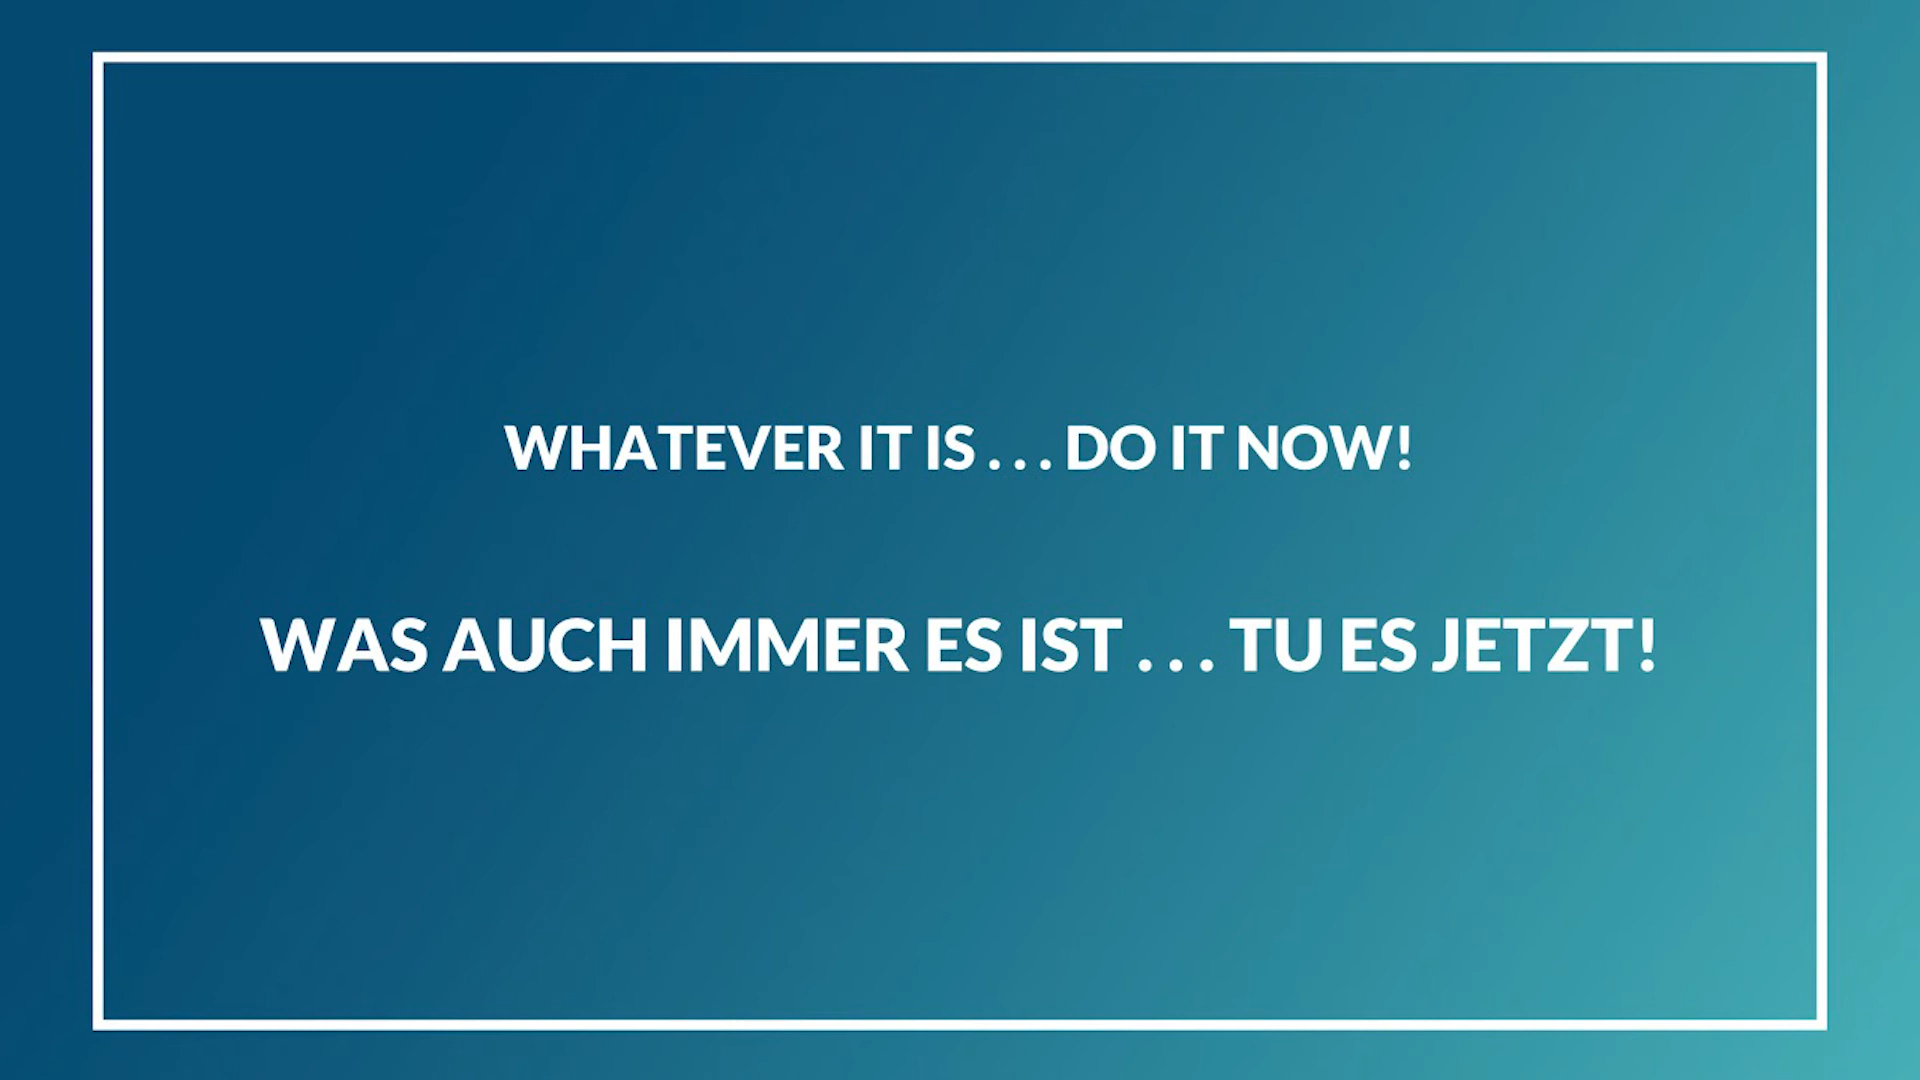 WHATEVER IT IS . . . DO IT NOW!
WAS AUCH IMMER ES IST . . . TU ES JETZT!